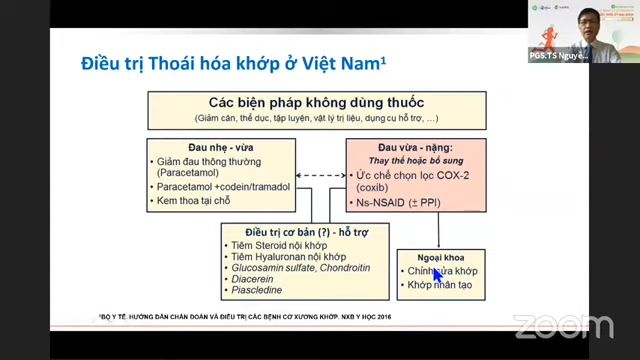 PGS.TS Nguyễ...
Điều trị Thoái hóa khớp ở Việt Nam¹
Các biện pháp không dùng thuốc
(Giảm cân, thể dục, tập luyện, vật lý trị liệu, dụng cụ hỗ trợ, …)
Đau nhẹ - vừa
• Giảm đau thông thường
(Paracetamol)
• Paracetamol +codein/tramadol
• Kem thoa tại chỗ
Đau vừa - nặng:
Thay thế hoặc bổ sung
• Ức chế chọn lọc COX-2
(coxib)
• Ns-NSAID (± PPI)
Điều trị cơ bản (?) - hỗ trợ
• Tiêm Steroid nội khớp
• Tiêm Hyaluronan nội khớp
• Glucosamin sulfate, Chondroitin
• Diacerein
• Piascledine
Ngoại khoa
• Chỉnh sửa khớp
• Khớp nhân tạo
¹BỘ Y TẾ. HƯỚNG DẪN CHẨN ĐOÁN VÀ ĐIỀU TRỊ CÁC BỆNH CƠ XƯƠNG KHỚP. NXB Y HỌC 2016
zoom